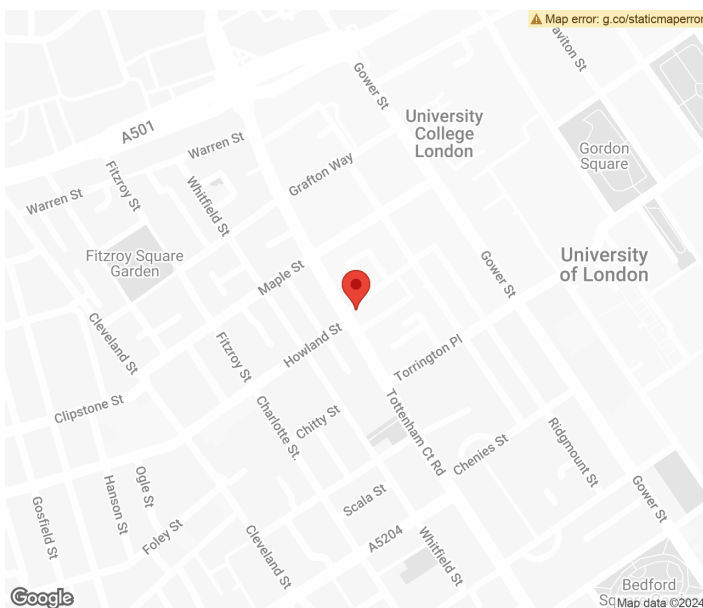 Map error: g.co/staticmaperror
aviton St
Gower St
University
College
London
A501
Warren St
Gordon
Square
Grafton Way
Fitzroy St
Whitfield St
Warren St
Fitzroy Square
Garden
University
of London
Gower St
Maple St
Cleveland St
Howland St
Fitzroy St
Torrington Pl
Clipstone St
Charlotte St.
Chitty St
Tottenham Ct Rd
Chenies St
Ridgmount St
Ogle St
Hanson St
Gosfield St
Scala St
Gower St
Foley St
Cleveland St
A5204
Whitfield St
Bedford
Google
Map data ©2024